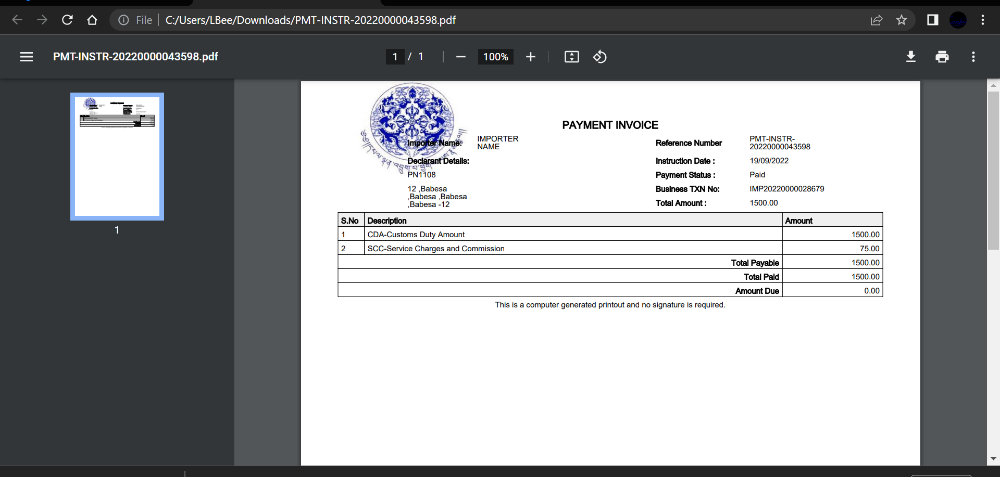 File
C:/Users/LBee/Downloads/PMT-INSTR-20220000043598.pdf
PMT-INSTR-20220000043598.pdf
1 / 1
100%
1
PAYMENT INVOICE
Importer Name:
IMPORTER
NAME
Declarant Details:
PN1108
12 ,Babesa
,Babesa ,Babesa
,Babesa -12
Reference Number
PMT-INSTR-
20220000043598
Instruction Date : 19/09/2022
Payment Status : Paid
Business TXN No: IMP20220000028679
Total Amount : 1500.00
S.No Description Amount
1 CDA-Customs Duty Amount 1500.00
2 SCC-Service Charges and Commission 75.00
Total Payable 1500.00
Total Paid 1500.00
Amount Due 0.00
This is a computer generated printout and no signature is required.